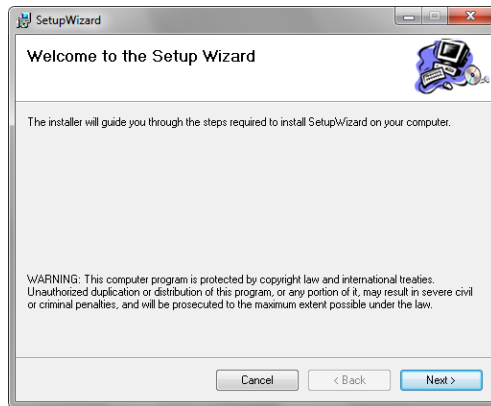 SetupWizard
Welcome to the Setup Wizard
The installer will guide you through the steps required to install SetupWizard on your computer.
WARNING: This computer program is protected by copyright law and international treaties.
Unauthorized duplication or distribution of this program, or any portion of it, may result in severe civil
or criminal penalties, and will be prosecuted to the maximum extent possible under the law.
Cancel
< Back
Next >